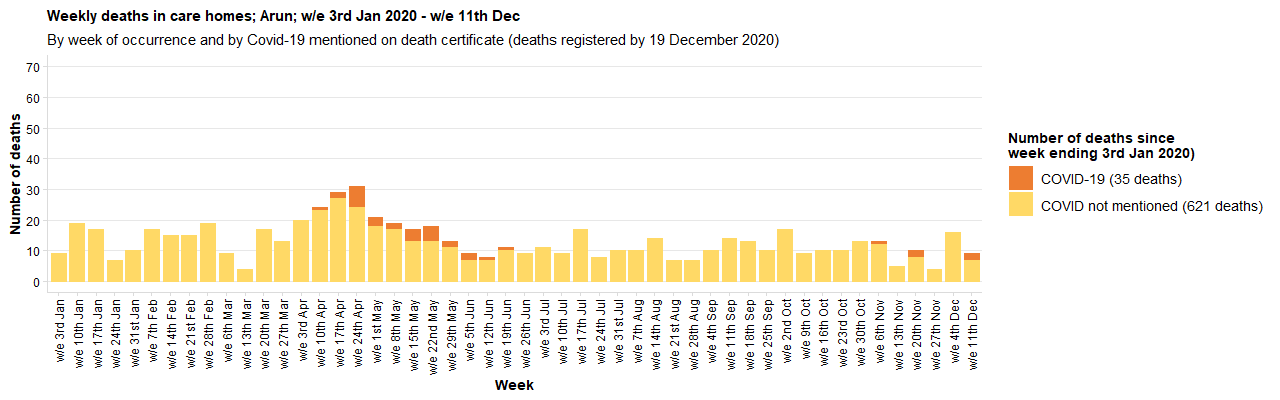 Weekly deaths in care homes; Arun; w/e 3rd Jan 2020 - w/e 11th Dec
By week of occurrence and by Covid-19 mentioned on death certificate (deaths registered by 19 December 2020)
Number of deaths
70
60
50
40
30
20
10
0
w/e 3rd Jan
w/e 10th Jan
w/e 17th Jan
w/e 24th Jan
w/e 31st Jan
w/e 7th Feb
w/e 14th Feb
w/e 21st Feb
w/e 28th Feb
w/e 6th Mar
w/e 13th Mar
w/e 20th Mar
w/e 27th Mar
w/e 3rd Apr
w/e 10th Apr
w/e 17th Apr
w/e 24th Apr
w/e 1st May
w/e 8th May
w/e 15th May
w/e 22nd May
w/e 29th May
w/e 5th Jun
w/e 12th Jun
w/e 19th Jun
w/e 26th Jun
w/e 3rd Jul
w/e 10th Jul
w/e 17th Jul
w/e 24th Jul
w/e 31st Jul
w/e 7th Aug
w/e 14th Aug
w/e 21st Aug
w/e 28th Aug
w/e 4th Sep
w/e 11th Sep
w/e 18th Sep
w/e 25th Sep
w/e 2nd Oct
w/e 9th Oct
w/e 16th Oct
w/e 23rd Oct
w/e 30th Oct
w/e 6th Nov
w/e 13th Nov
w/e 20th Nov
w/e 27th Nov
w/e 4th Dec
w/e 11th Dec
Week
Number of deaths since
week ending 3rd Jan 2020)
COVID-19 (35 deaths)
COVID not mentioned (621 deaths)